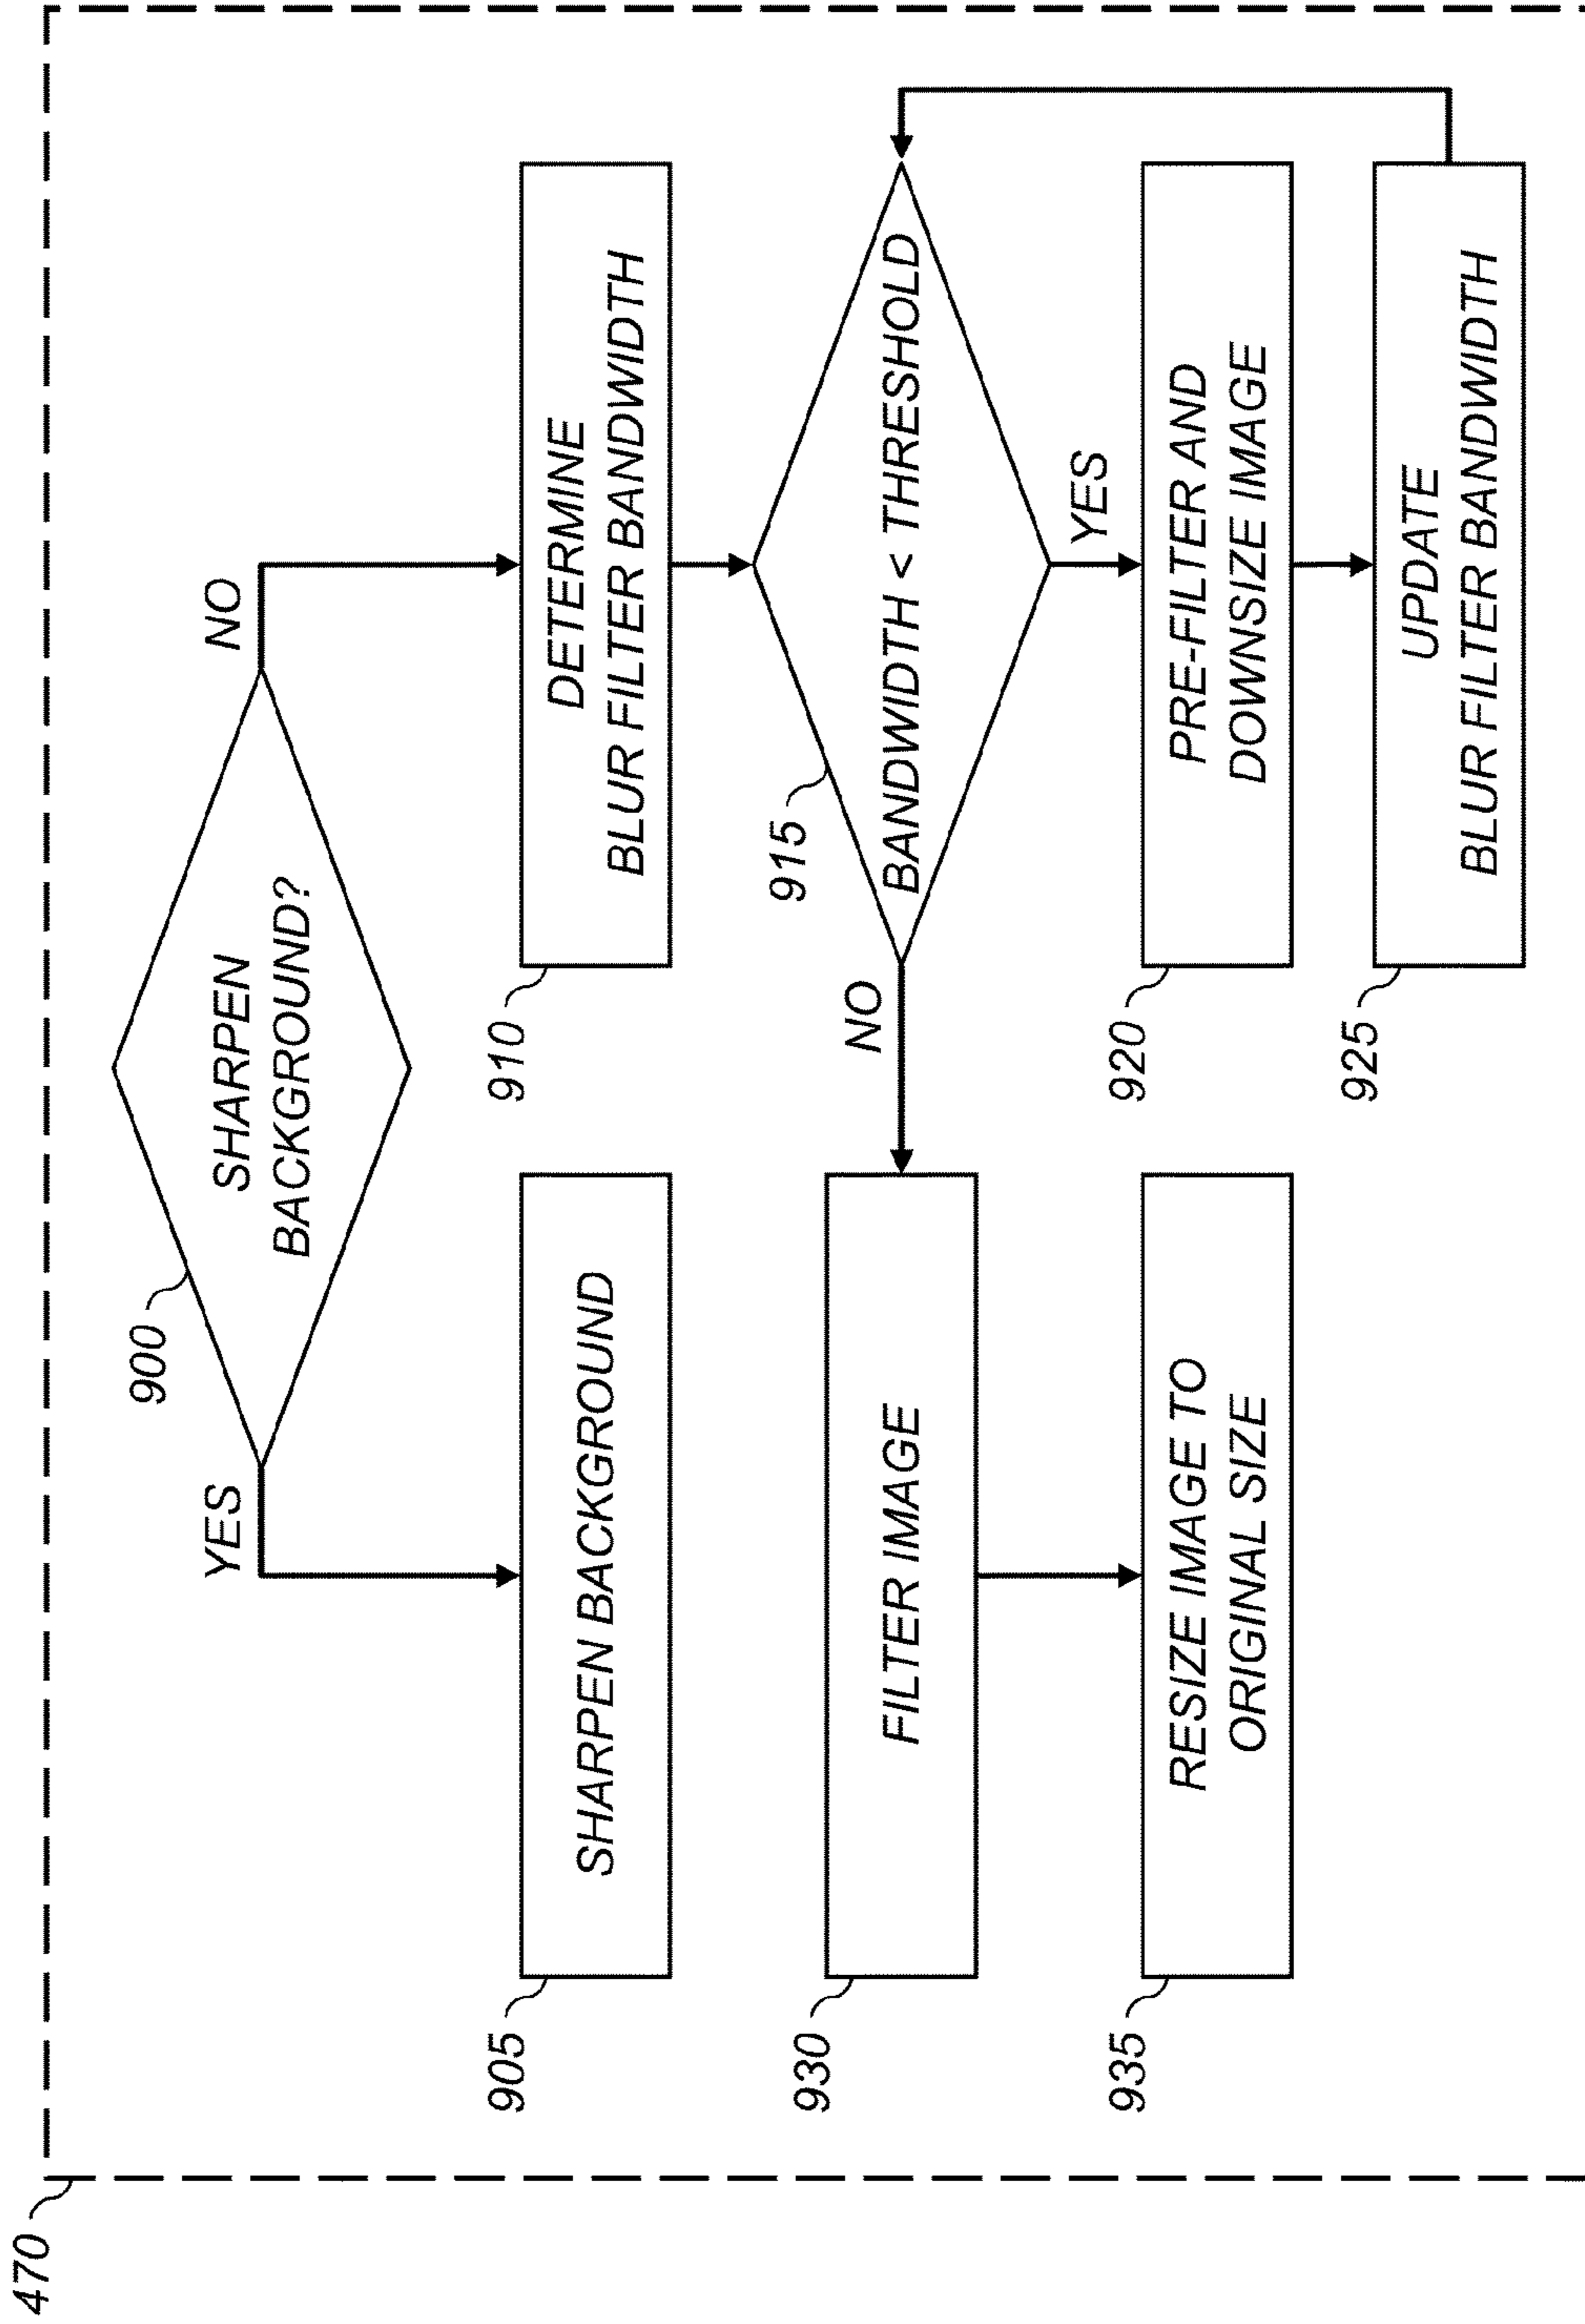 470
900
SHARPEN
BACKGROUND?
YES
NO
905
SHARPEN BACKGROUND
910
DETERMINE
BLUR FILTER BANDWIDTH
915
BANDWIDTH < THRESHOLD
NO
YES
930
FILTER IMAGE
920
PRE-FILTER AND
DOWNSIZE IMAGE
935
RESIZE IMAGE TO
ORIGINAL SIZE
925
UPDATE
BLUR FILTER BANDWIDTH